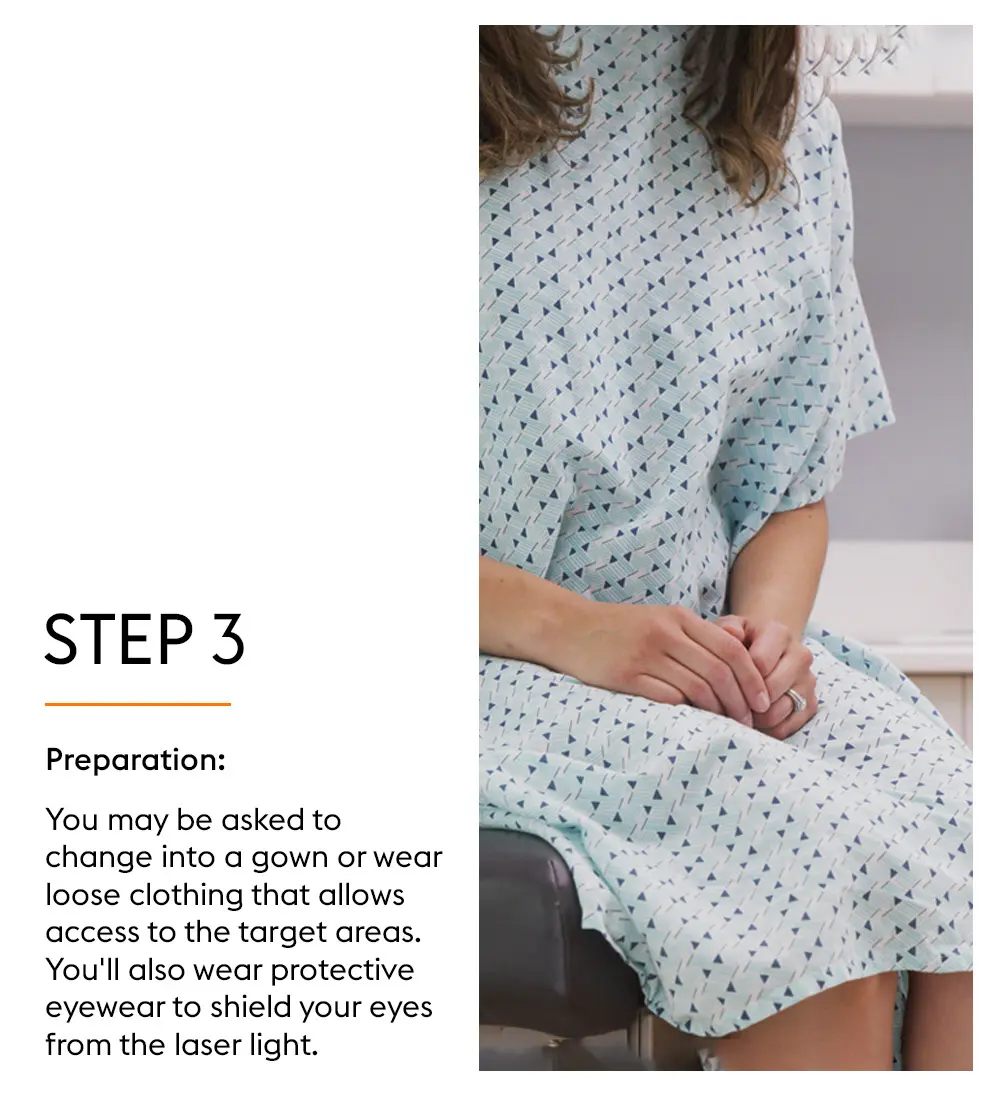 STEP 3
Preparation:
You may be asked to
change into a gown or wear
loose clothing that allows
access to the target areas.
You'll also wear protective
eyewear to shield your eyes
from the laser light.